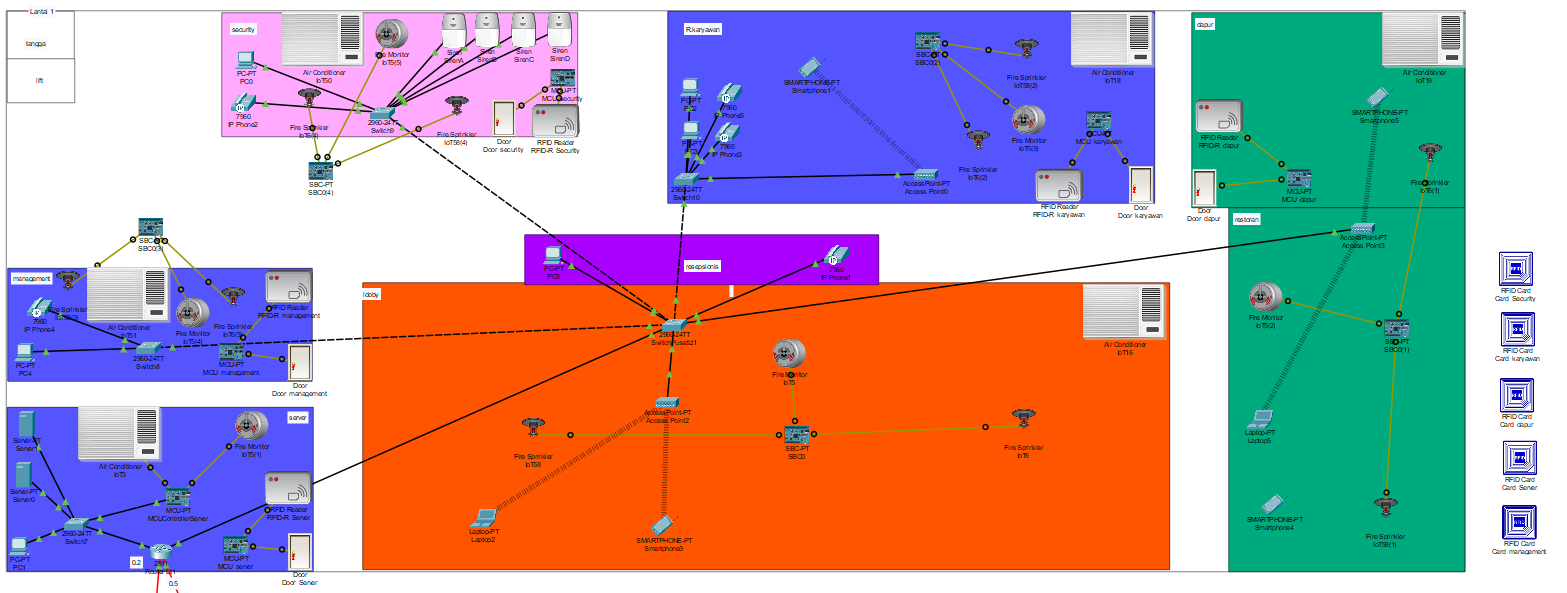 Lantai 1
tangga
lift
security
PC-PT
PC0
7960
IP Phone2
Air Conditioner
IoT50
Fire Monitor
IoT5(5)
Siren
SirenA
Siren
SirenB
Siren
SirenC
Siren
SirenD
Fire Sprinkler
IoT6(4)
2960-24TT
Switch9
Fire Sprinkler
IoT58(4)
MCU-PT
MCU security
Door
Door security
RFID Reader
RFID-R Security
SBC-PT
SBC0(4)
R.karyawan
PC-PT
PC2
7960
IP Phone6
PC-PT
PC3
7960
2960-24TT
Switch10
SMARTPHONE-PT
Smartphone1
AccessPoint-PT
Access Point0
SBC-PT
SBC0(2)
Fire Sprinkler
IoT58(2)
Fire Sprinkler
IoT6(2)
Fire Monitor
IoT5(3)
Air Conditioner
IoT18
MCU-PT
MCU karyawan
RFID Reader
RFID-R karyawan
Door
Door karyawan
dapur
Air Conditioner
IoT19
SMARTPHONE-PT
RFID Reader
RFID-R dapur
MCU-PT
MCU dapur
Door
Door dapur
Fire Sprinkler
IoT6(1)
restoran
AccessPoint-PT
Access Point3
Fire Monitor
IoT5(2)
SBC-PT
SBC0(1)
Laptop-PT
Laptop5
SMARTPHONE-PT
Smartphone4
Fire Sprinkler
IoT58(1)
SBC-PT
SBC0(3)
management
Fire Sprinkler
7960
IP Phone4
Air Conditioner
IoT51
Fire Monitor
IoT5(4)
Fire Sprinkler
IoT6(3)
RFID Reader
RFID-R management
PC-PT
PC4
2960-24TT
Switch8
MCU-PT
MCU management
Door
Door management
resepsionis
PC-PT
PC5
7960
IP Phone1
lobby
2960-24TT
SwitchPusatLt1
Air Conditioner
IoT16
Fire Monitor
IoT5
AccessPoint-PT
Access Point2
Fire Sprinkler
IoT58
SBC-PT
SBC0
Fire Sprinkler
IoT6
Laptop-PT
Laptop2
SMARTPHONE-PT
Smartphone3
server
Server-PT
Server-PT
Server0
Air Conditioner
IoT3
Fire Monitor
IoT5(1)
MCU-PT
MCUControllerServer
RFID Reader
RFID-R Server
2960-24TT
Switch7
PC-PT
PC1
0.2
0.5
MCU-PT
MCU server
Door
Door Server
RFID Card
Card Security
RFID Card
Card karyawan
RFID Card
Card dapur
RFID Card
Card Server
RFID Card
Card management